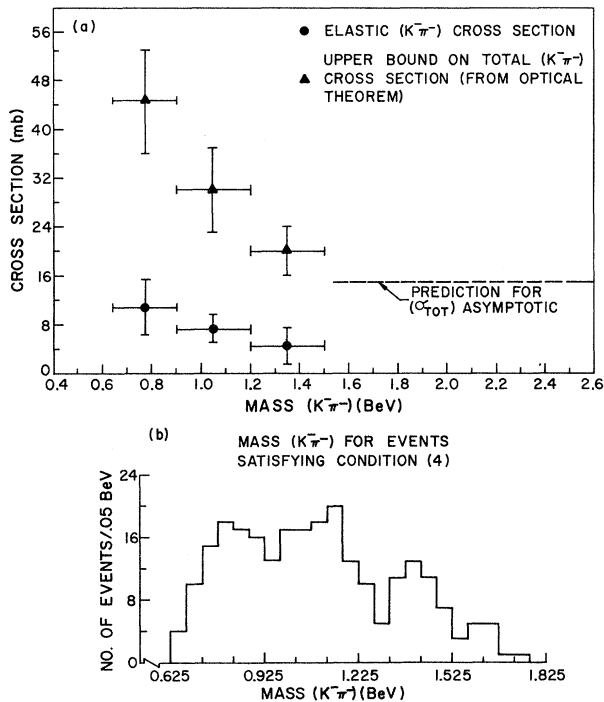 (a)
ELASTIC (K⁻π⁻) CROSS SECTION
UPPER BOUND ON TOTAL (K⁻π⁻)
CROSS SECTION (FROM OPTICAL
THEOREM)
CROSS SECTION (mb)
56
48
40
32
24
16
8
0
PREDICTION FOR
(σTOT) ASYMPTOTIC
0.4 0.6 0.8 1.0 1.2 1.4 1.6 1.8 2.0 2.2 2.4 2.6
MASS (K⁻π⁻)(BeV)
(b)
MASS (K⁻π⁻) FOR EVENTS
SATISFYING CONDITION (4)
NO. OF EVENTS/.05 BeV
24
16
8
0
0.625 0.925 1.225 1.525 1.825
MASS (K⁻π⁻)(BeV)